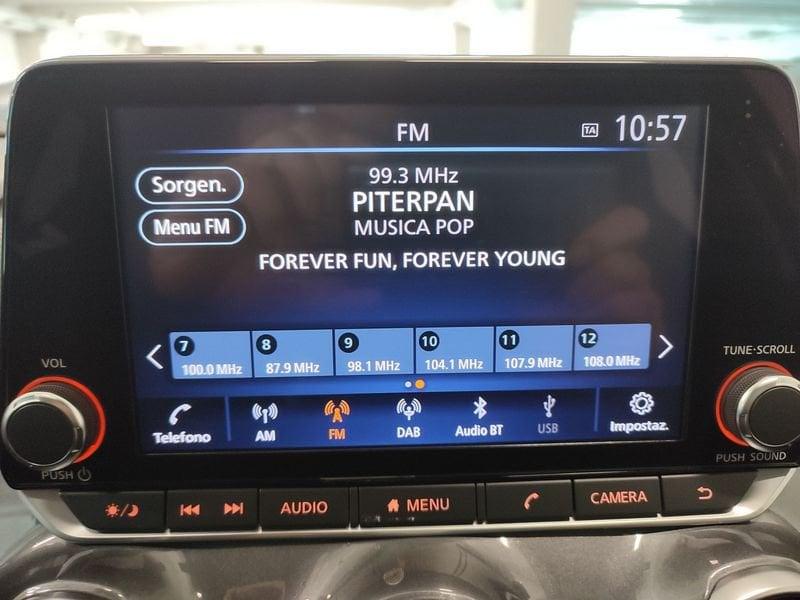 FM
TA 10:57
Sorgen.
Menu FM
99.3 MHz
PITERPAN
MUSICA POP
FOREVER FUN, FOREVER YOUNG
7 8 9 10 11 12
100.0 MHz 87.9 MHz 98.1 MHz 104.1 MHz 107.9 MHz 108.0 MHz
Telefono AM FM DAB Audio BT USB Impostaz.
VOL
PUSH
TUNE·SCROLL
PUSH SOUND
AUDIO MENU CAMERA